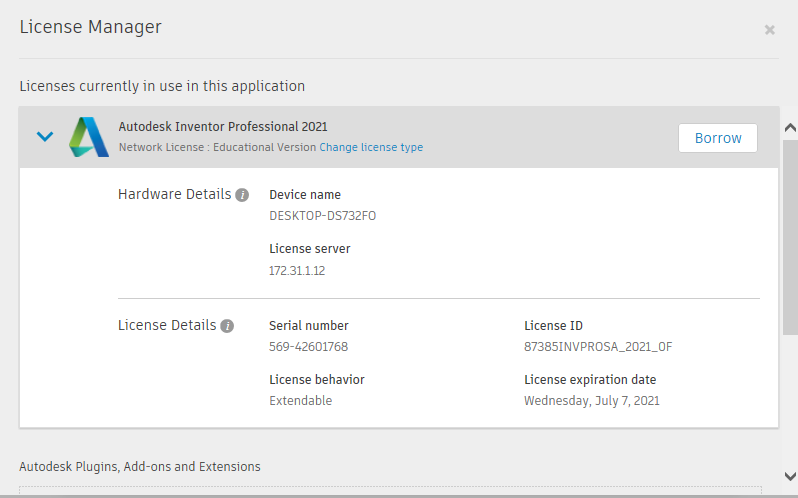 License Manager
Licenses currently in use in this application
Autodesk Inventor Professional 2021
Network License : Educational Version Change license type
Borrow
Hardware Details
Device name
DESKTOP-DS732FO
License server
172.31.1.12
License Details
Serial number
569-42601768
License ID
87385INVPROSA_2021_0F
License behavior
Extendable
License expiration date
Wednesday, July 7, 2021
Autodesk Plugins, Add-ons and Extensions